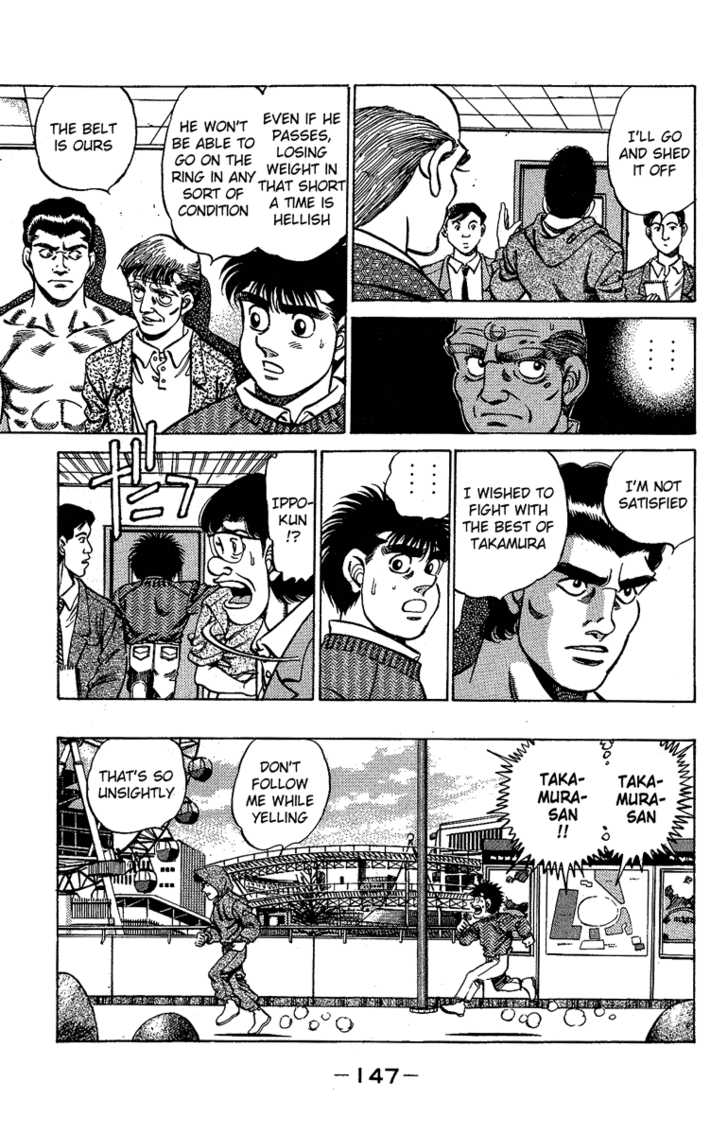 I'LL GO
AND SHED
IT OFF
EVEN IF HE
PASSES,
LOSING
WEIGHT IN
THAT SHORT
A TIME IS
HELLISH
HE WON'T
BE ABLE TO
GO ON THE
RING IN ANY
SORT OF
CONDITION
THE BELT
IS OURS
...
I'M NOT
SATISFIED
I WISHED TO
FIGHT WITH
THE BEST OF
TAKAMURA
...
IPPO-
KUN
!?
TAKA-
MURA-
SAN
TAKA-
MURA-
SAN
!!
DON'T
FOLLOW
ME WHILE
YELLING
THAT'S SO
UNSIGHTLY
-147-